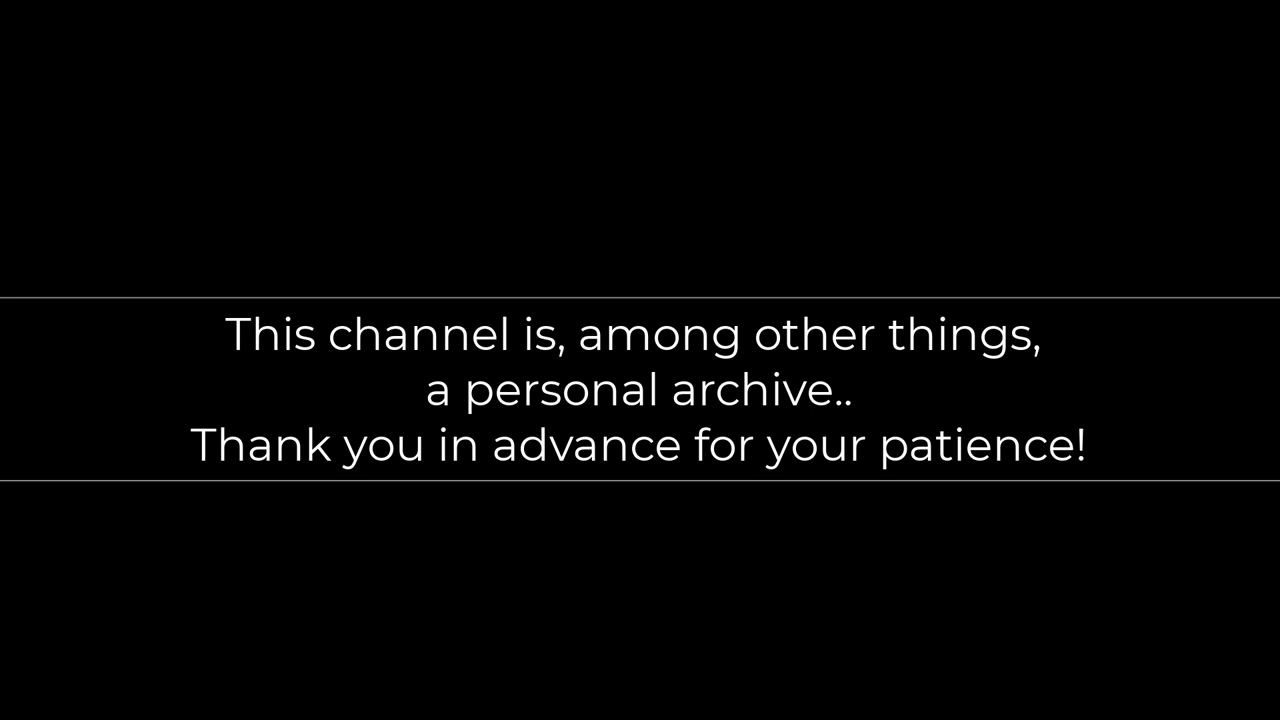 This channel is, among other things,
a personal archive..
Thank you in advance for your patience!